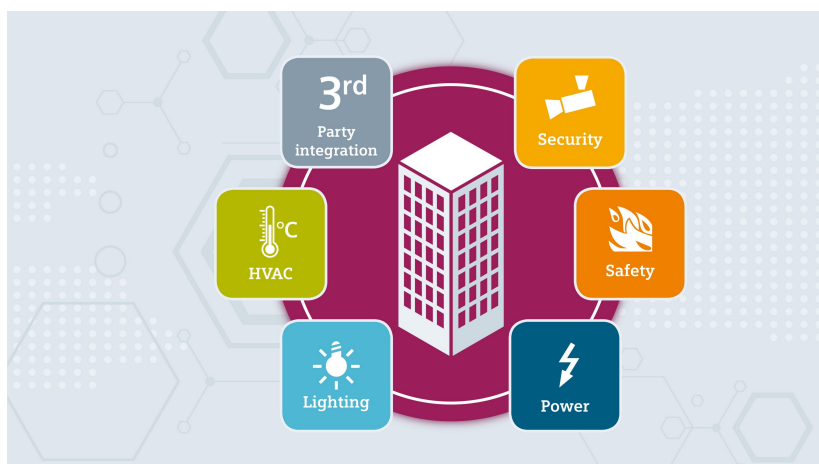 3rd
Party
integration
Security
°C
HVAC
Safety
Lighting
Power